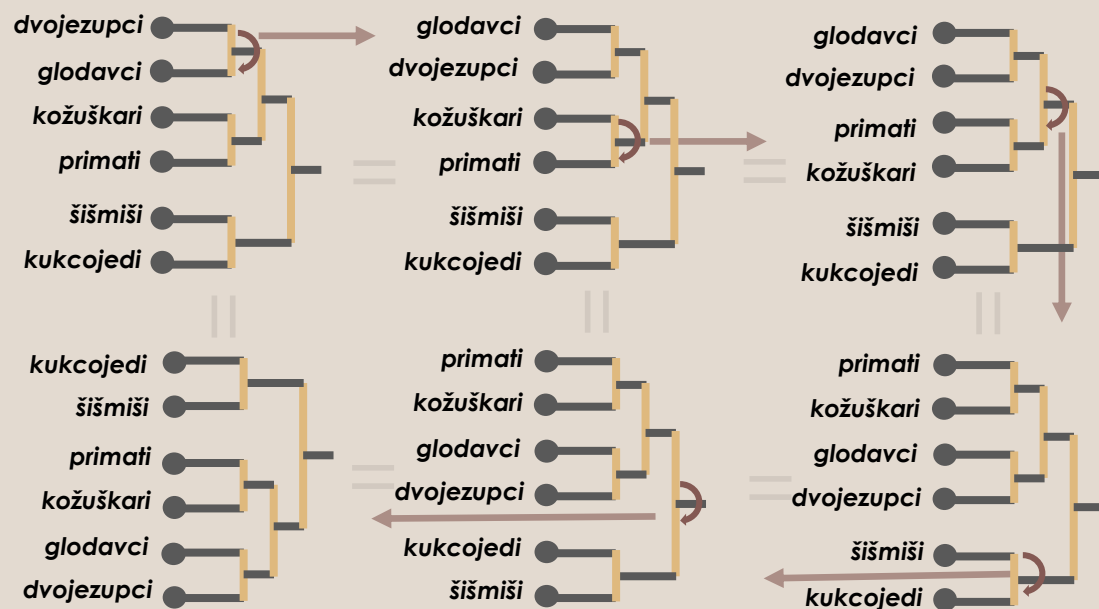 dvojezupci
glodavci
kožuškari
primati
šišmiši
kukcojedi
glodavci
dvojezupci
kožuškari
primati
šišmiši
kukcojedi
glodavci
dvojezupci
primati
kožuškari
šišmiši
kukcojedi
kukcojedi
šišmiši
primati
kožuškari
glodavci
dvojezupci
primati
kožuškari
glodavci
dvojezupci
kukcojedi
šišmiši
primati
kožuškari
glodavci
dvojezupci
šišmiši
kukcojedi